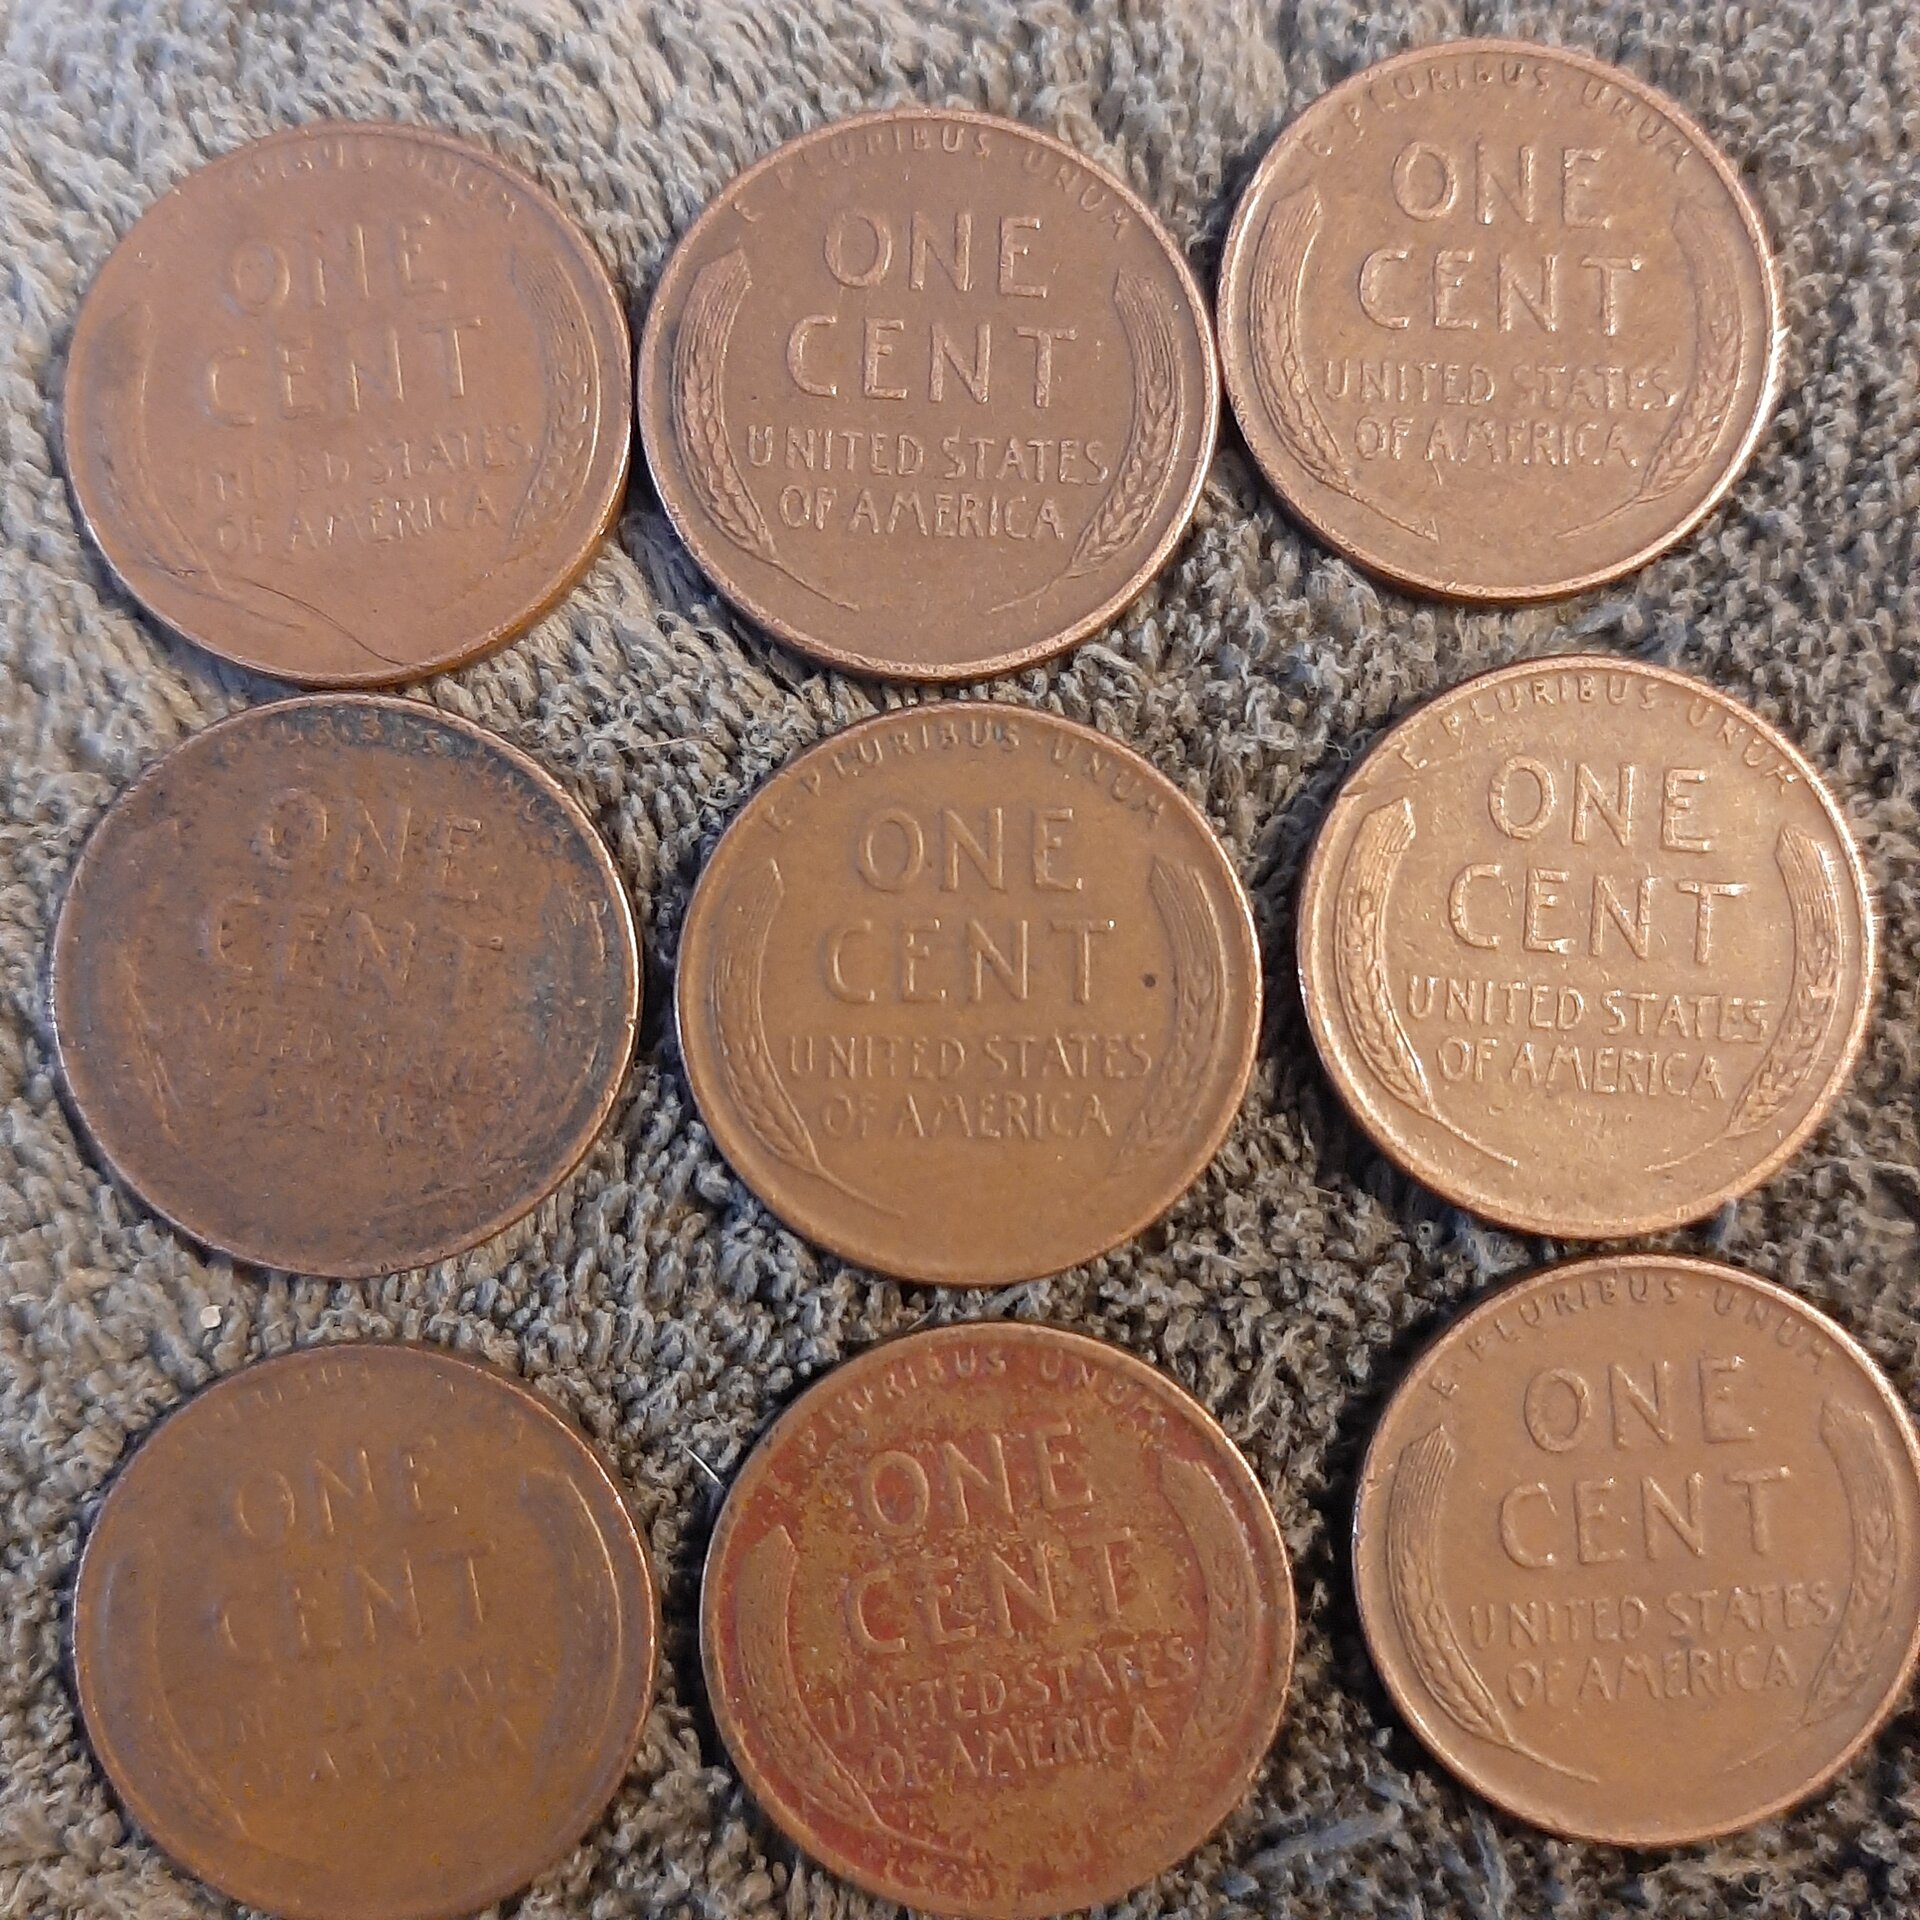 URIBUS · UNUM
ONE
CENT
UNITED STATES
OF AMERICA
E · PLURIBUS · UNUM
ONE
CENT
UNITED STATES
OF AMERICA
E · PLURIBUS · UNUM
ONE
CENT
UNITED STATES
OF AMERICA
ONE
CENT
E · PLURIBUS · UNUM
ONE
CENT
UNITED STATES
OF AMERICA
E · PLURIBUS · UNUM
ONE
CENT
UNITED STATES
OF AMERICA
ONE
CENT
AMERICA
PLURIBUS UNUM
ONE
CENT
UNITED STATES
OF AMERICA
E · PLURIBUS · UNUM
ONE
CENT
UNITED STATES
OF AMERICA